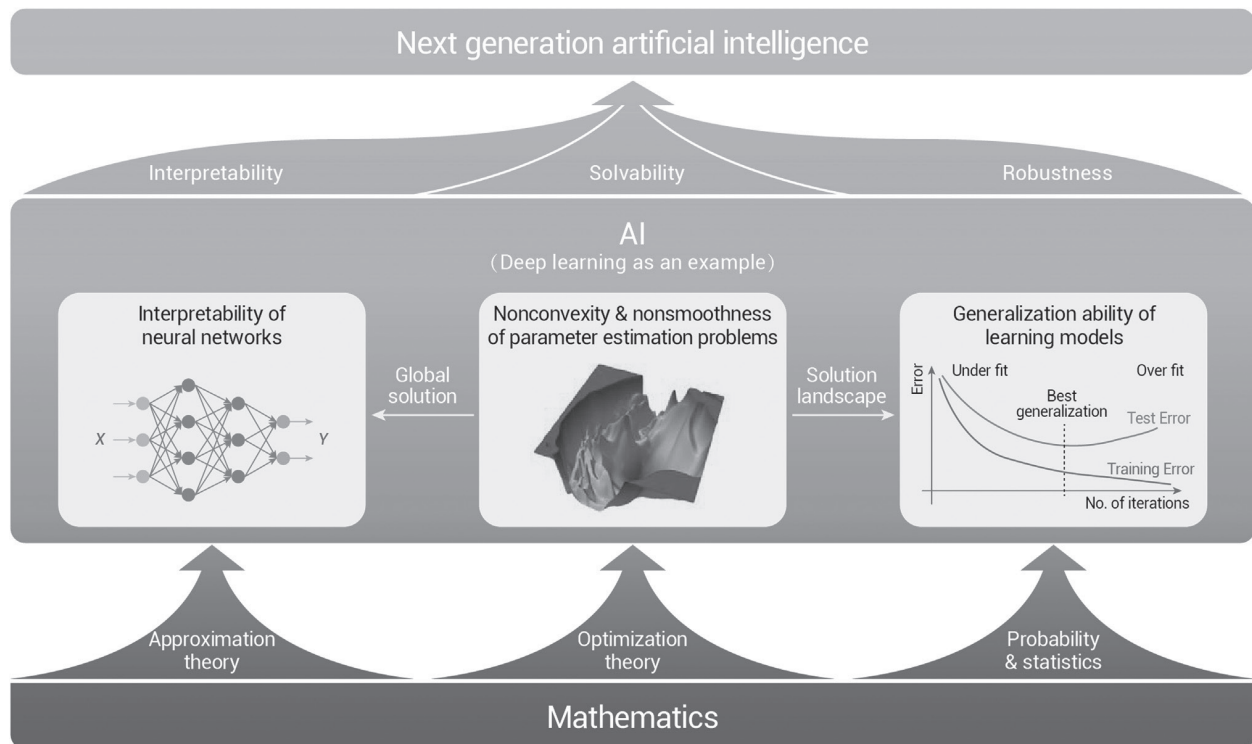 Next generation artificial intelligence
Interpretability
Solvability
Robustness
AI
(Deep learning as an example)
Interpretability of
neural networks
X
Y
Global
solution
Nonconvexity & nonsmoothness
of parameter estimation problems
Solution
landscape
Generalization ability of
learning models
Error
Under fit
Over fit
Best
generalization
Test Error
Training Error
No. of iterations
Approximation
theory
Optimization
theory
Probability
& statistics
Mathematics